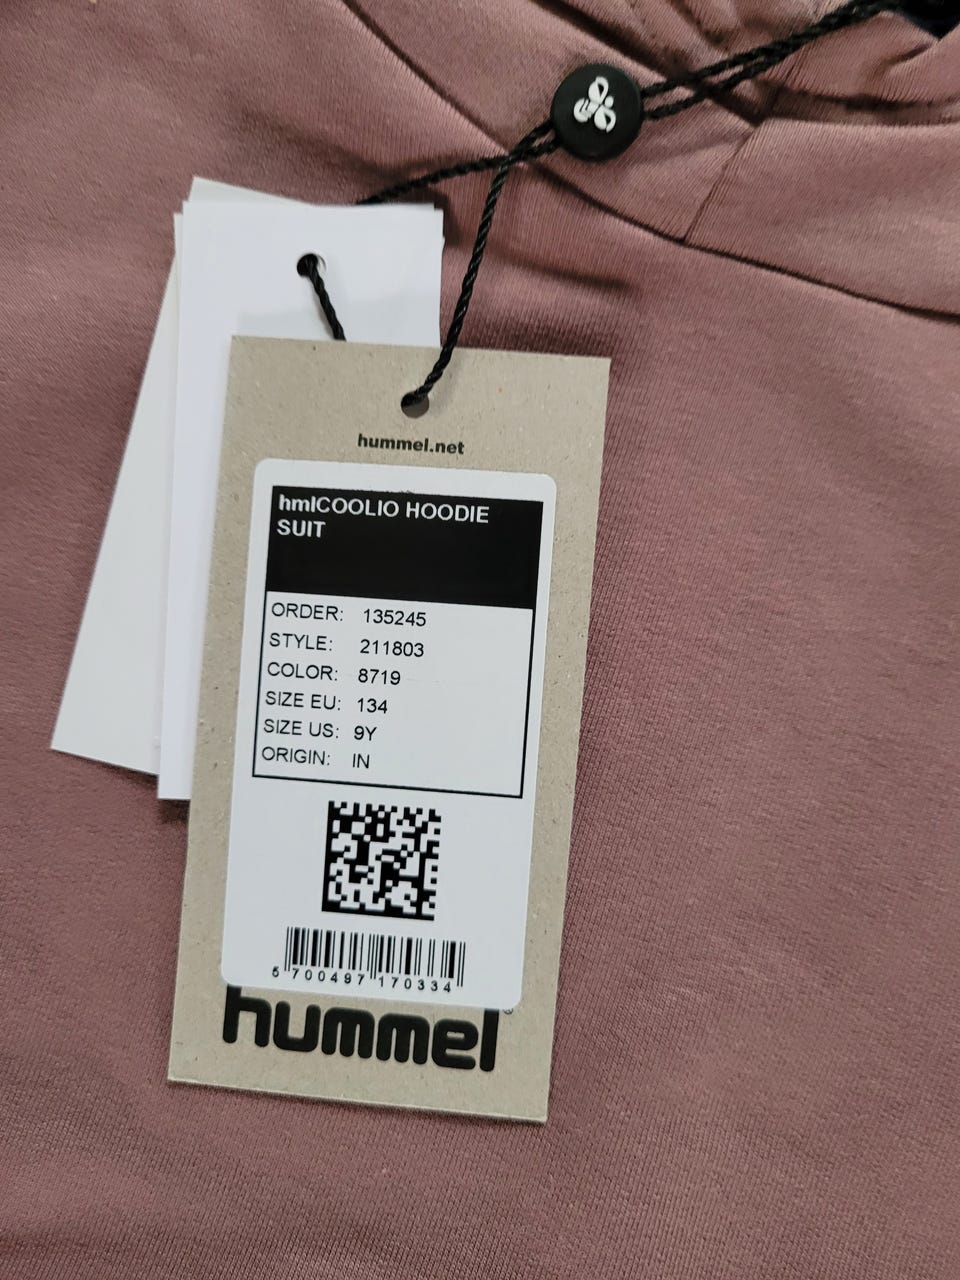 hummel.net
hmlCOOLIO HOODIE
SUIT
ORDER: 135245
STYLE: 211803
COLOR: 8719
SIZE EU: 134
SIZE US: 9Y
ORIGIN: IN
5 700497 170334
hummel®